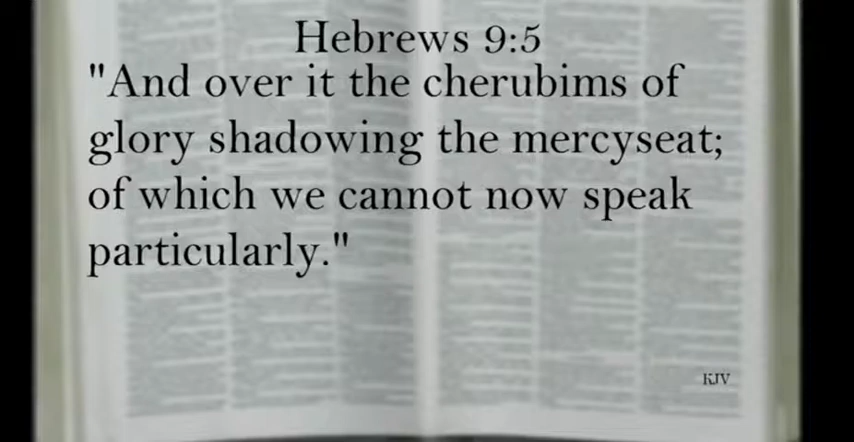 Hebrews 9:5
"And over it the cherubims of
glory shadowing the mercyseat;
of which we cannot now speak
particularly."
KJV